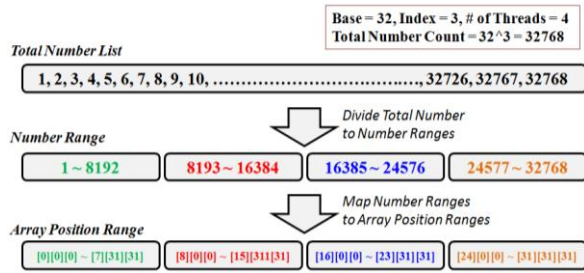 Base = 32, Index = 3, # of Threads = 4
Total Number Count = 32^3 = 32768
Total Number List
1, 2, 3, 4, 5, 6, 7, 8, 9, 10, ……………………………….…, 32726, 32767, 32768
Divide Total Number
to Number Ranges
Number Range
1 ~ 8192 8193 ~ 16384 16385 ~ 24576 24577 ~ 32768
Map Number Ranges
to Array Position Ranges
Array Position Range
[0][0][0] ~ [7][31][31] [8][0][0] ~ [15][311[31] [16][0][0] ~ [23][31][31] [24][0][0] ~ [31][31][31]